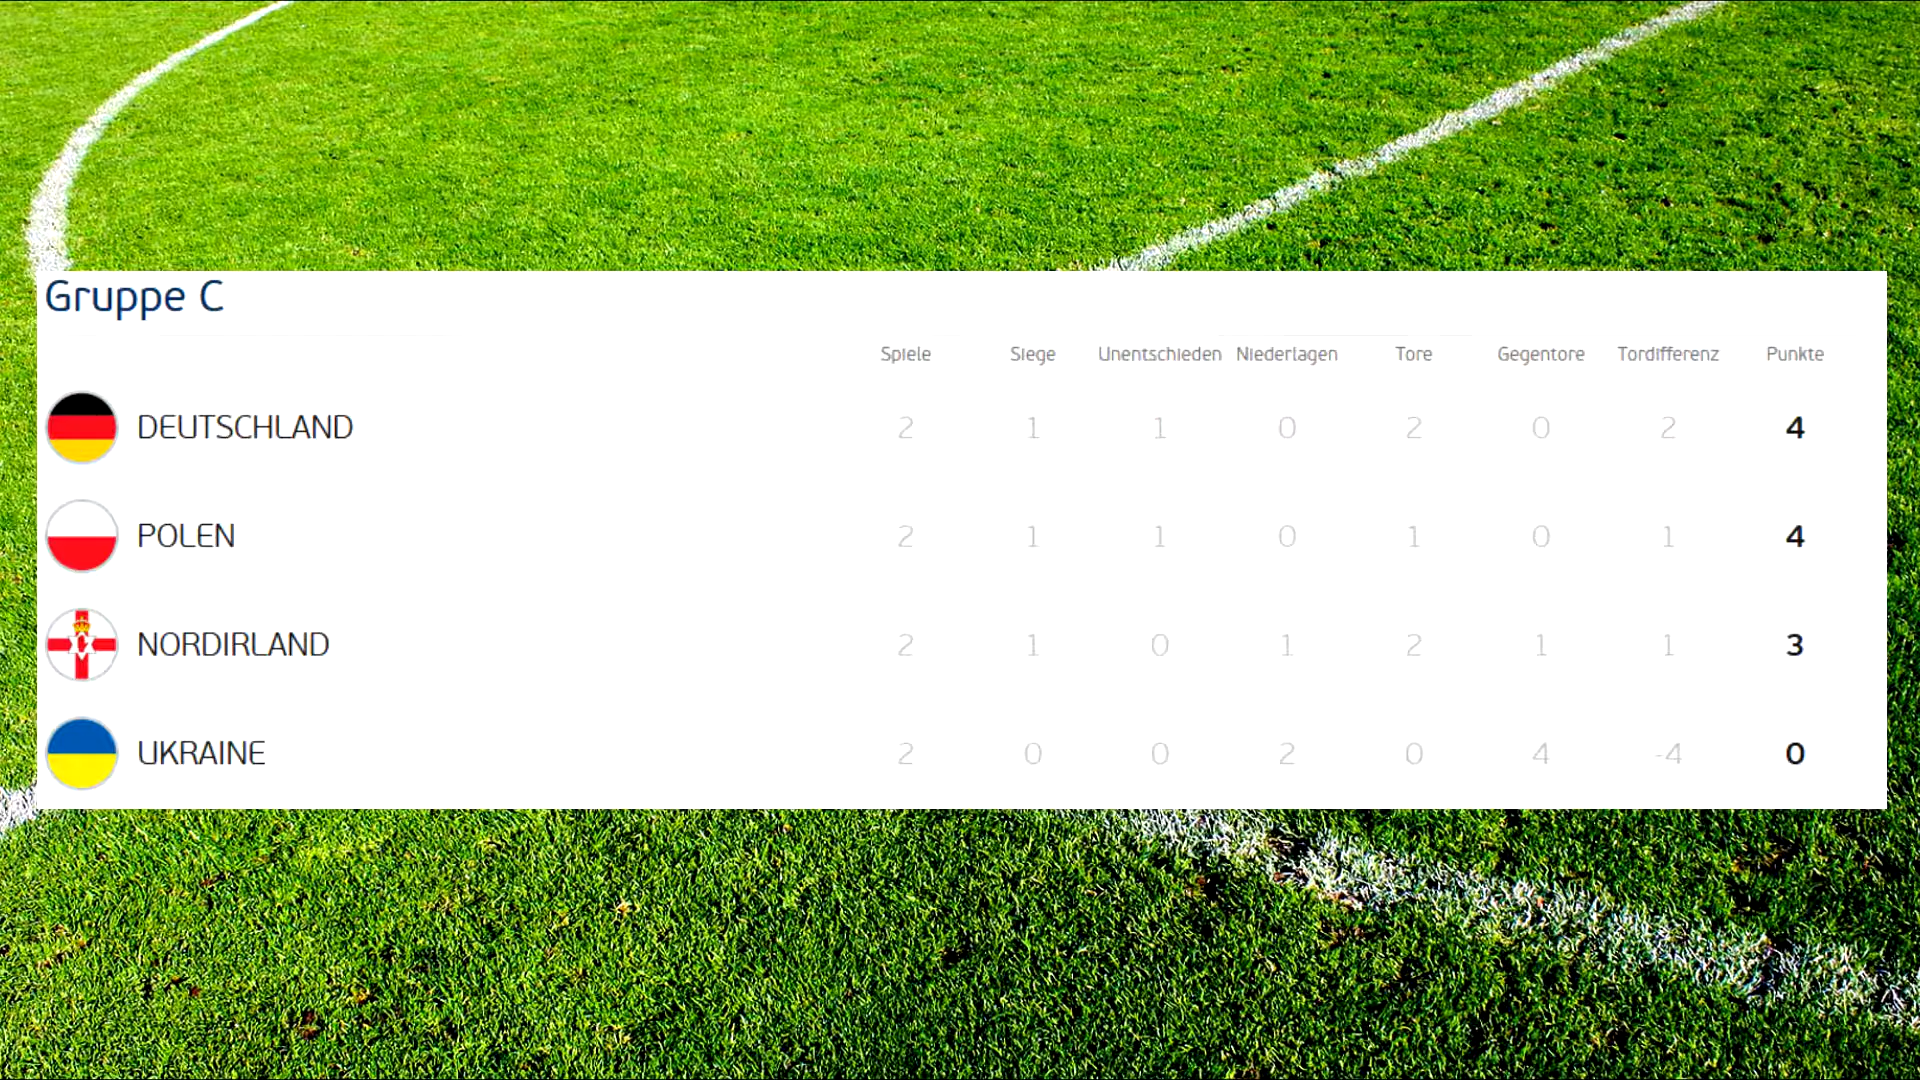 Gruppe C
Spiele Siege Unentschieden Niederlagen Tore Gegentore Tordifferenz Punkte
DEUTSCHLAND 2 1 1 0 2 0 2 4
POLEN 2 1 1 0 1 0 1 4
NORDIRLAND 2 1 0 1 2 1 1 3
UKRAINE 2 0 0 2 0 4 -4 0